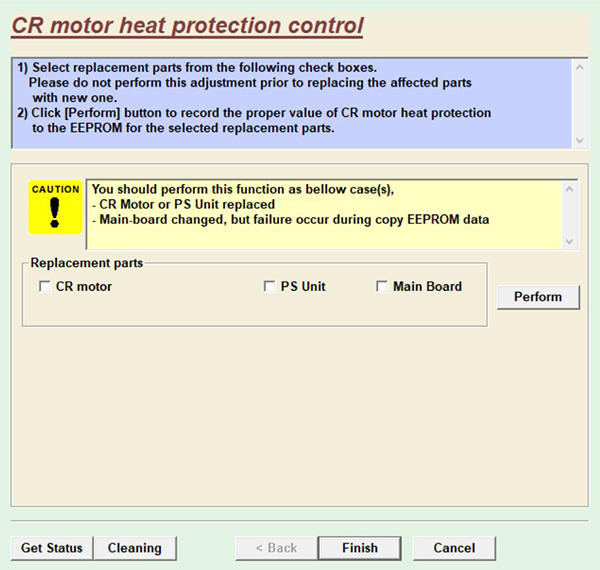 CR motor heat protection control
1) Select replacement parts from the following check boxes.
Please do not perform this adjustment prior to replacing the affected parts
with new one.
2) Click [Perform] button to record the proper value of CR motor heat protection
to the EEPROM for the selected replacement parts.
CAUTION
!
You should perform this function as bellow case(s),
- CR Motor or PS Unit replaced
- Main-board changed, but failure occur during copy EEPROM data
Replacement parts
CR motor PS Unit Main Board
Perform
Get Status Cleaning < Back Finish Cancel